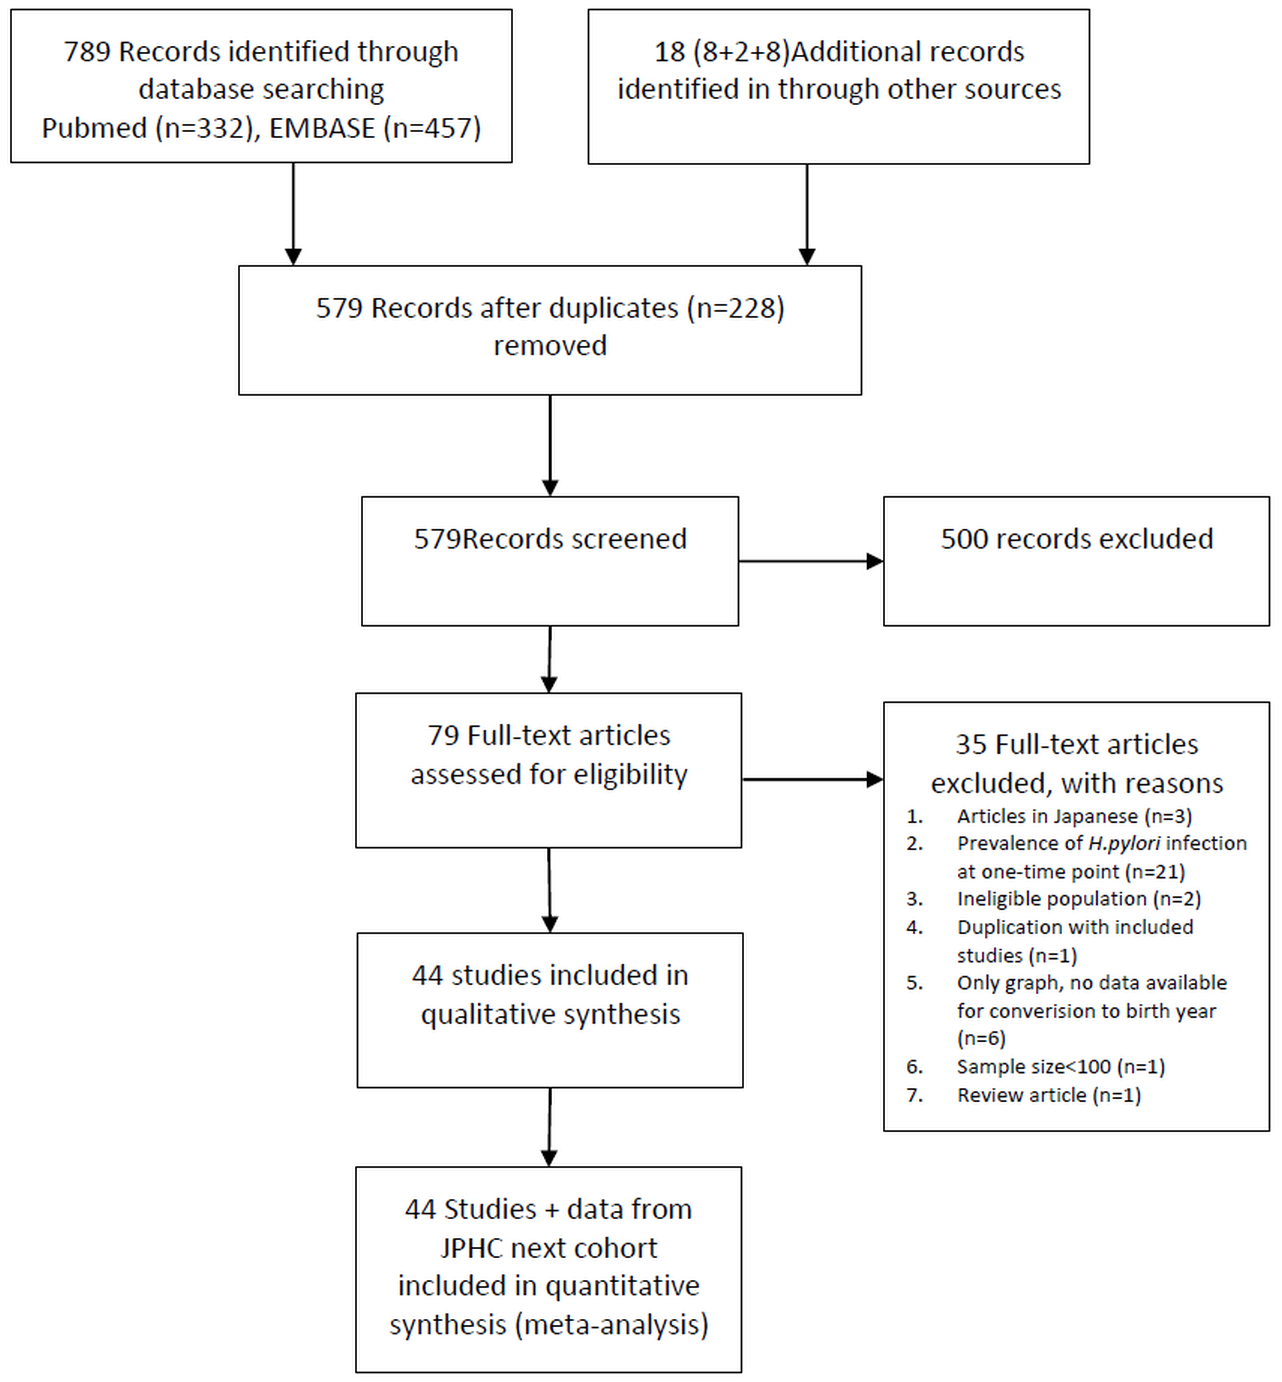 789 Records identified through
database searching
Pubmed (n=332), EMBASE (n=457)
18 (8+2+8)Additional records
identified in through other sources
579 Records after duplicates (n=228)
removed
579Records screened
500 records excluded
79 Full-text articles
assessed for eligibility
35 Full-text articles
excluded, with reasons
1. Articles in Japanese (n=3)
2. Prevalence of H.pylori infection
at one-time point (n=21)
3. Ineligible population (n=2)
4. Duplication with included
studies (n=1)
5. Only graph, no data available
for converision to birth year
(n=6)
6. Sample size<100 (n=1)
7. Review article (n=1)
44 studies included in
qualitative synthesis
44 Studies + data from
JPHC next cohort
included in quantitative
synthesis (meta-analysis)